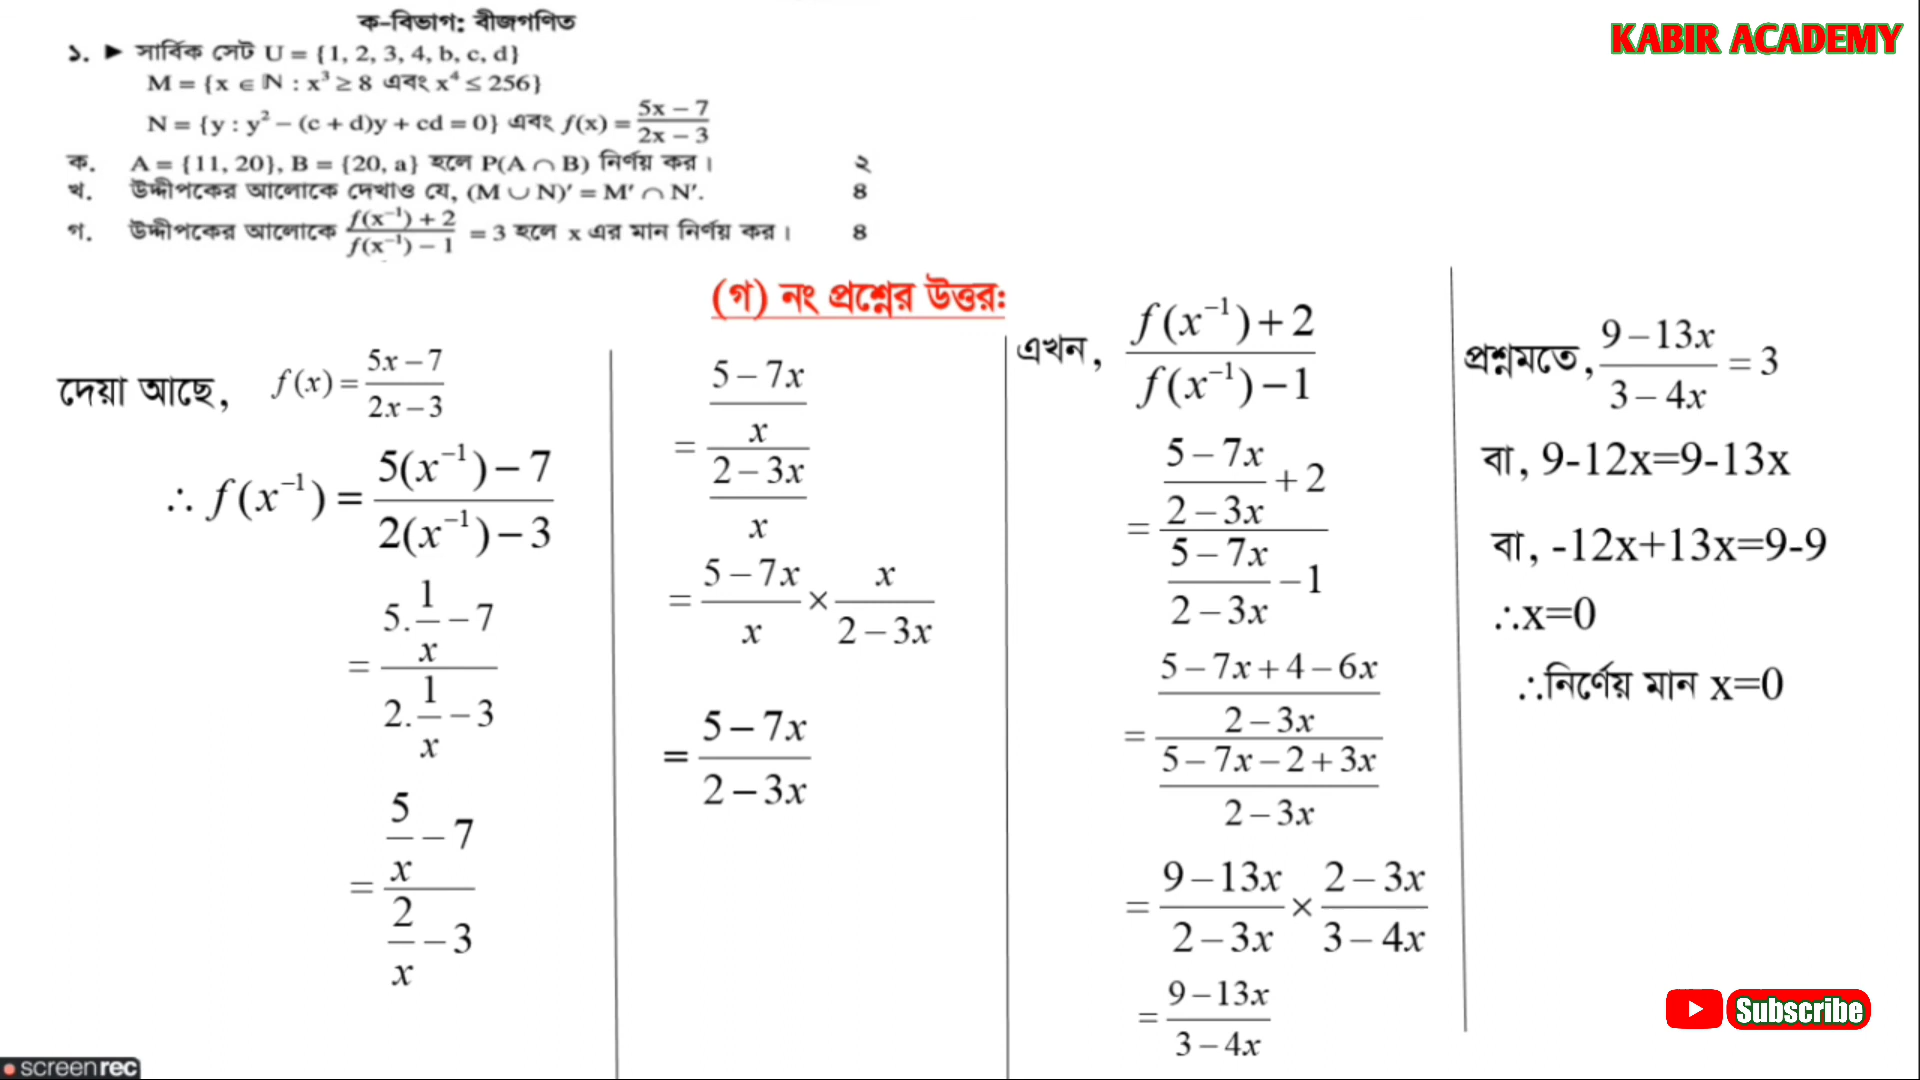 ক-বিভাগ: বীজগণিত
KABIR ACADEMY
১. ► সার্বিক সেট U = {1, 2, 3, 4, b, c, d}
M = {x ∈ ℕ : x³ ≥ 8 এবং x⁴ ≤ 256}
N = {y : y² − (c + d)y + cd = 0} এবং f(x) = (5x − 7)/(2x − 3)
ক. A = {11, 20}, B = {20, a} হলে P(A ∩ B) নির্ণয় কর। ২
খ. উদ্দীপকের আলোকে দেখাও যে, (M ∪ N)′ = M′ ∩ N′. 8
গ. উদ্দীপকের আলোকে (f(x⁻¹) + 2)/(f(x⁻¹) − 1) = 3 হলে x এর মান নির্ণয় কর। 8
(গ) নং প্রশ্নের উত্তর:
দেয়া আছে, f(x) = (5x − 7)/(2x − 3)
∴ f(x⁻¹) = (5(x⁻¹) − 7)/(2(x⁻¹) − 3)
= (5.1/x − 7)/(2.1/x − 3)
= (5/x − 7)/(2/x − 3)
= ((5 − 7x)/x)/((2 − 3x)/x)
= (5 − 7x)/x × x/(2 − 3x)
= (5 − 7x)/(2 − 3x)
এখন, (f(x⁻¹) + 2)/(f(x⁻¹) − 1)
= ((5 − 7x)/(2 − 3x) + 2)/((5 − 7x)/(2 − 3x) − 1)
= ((5 − 7x + 4 − 6x)/(2 − 3x))/((5 − 7x − 2 + 3x)/(2 − 3x))
= (9 − 13x)/(2 − 3x) × (2 − 3x)/(3 − 4x)
= (9 − 13x)/(3 − 4x)
প্রশ্নমতে, (9 − 13x)/(3 − 4x) = 3
বা, 9-12x=9-13x
বা, -12x+13x=9-9
∴x=0
∴নির্ণেয় মান x=0
Subscribe
screenrec